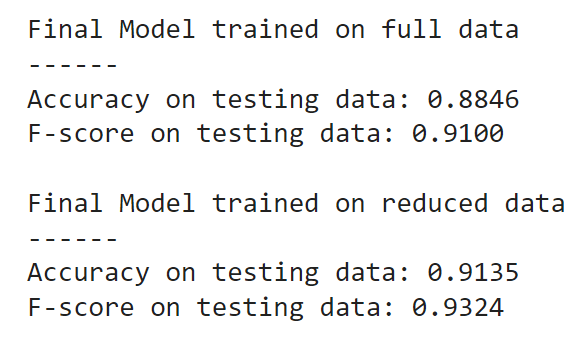 Final Model trained on full data
------
Accuracy on testing data: 0.8846
F-score on testing data: 0.9100

Final Model trained on reduced data
------
Accuracy on testing data: 0.9135
F-score on testing data: 0.9324